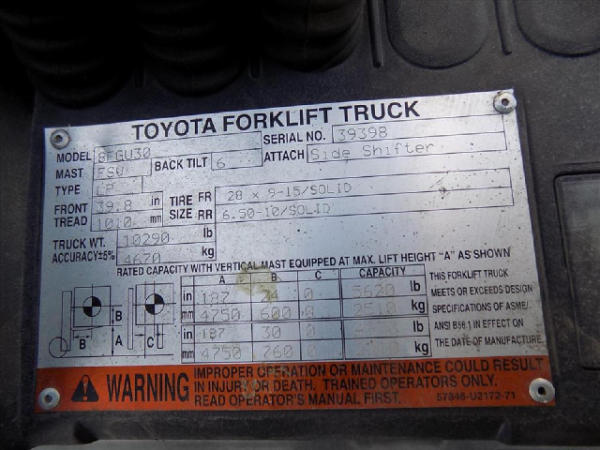 TOYOTA FORKLIFT TRUCK
MODEL 8FGU30 SERIAL NO. 39398
MAST FSV BACK TILT 6 ATTACH Side Shifter
TYPE LP
FRONT TREAD 39.8 in TIRE SIZE FR 28 x 9-15/SOLID
1010 mm RR 6.50-10/SOLID
TRUCK WT. 10290 lb
ACCURACY±5% 4670 kg
RATED CAPACITY WITH VERTICAL MAST EQUIPPED AT MAX. LIFT HEIGHT "A" AS SHOWN
A B C CAPACITY
in 187 24 0 5620 lb
mm 4750 600 0 2510 kg
in 187 30 0 lb
mm 4750 760 0 kg
A
B
B
C
THIS FORKLIFT TRUCK
MEETS OR EXCEEDS DESIGN
SPECIFICATIONS OF ASME/
ANSI B56.1 IN EFFECT ON
THE DATE OF MANUFACTURE.
WARNING
IMPROPER OPERATION OR MAINTENANCE COULD RESULT
IN INJURY OR DEATH. TRAINED OPERATORS ONLY.
READ OPERATOR'S MANUAL FIRST.
57846-U2172-71